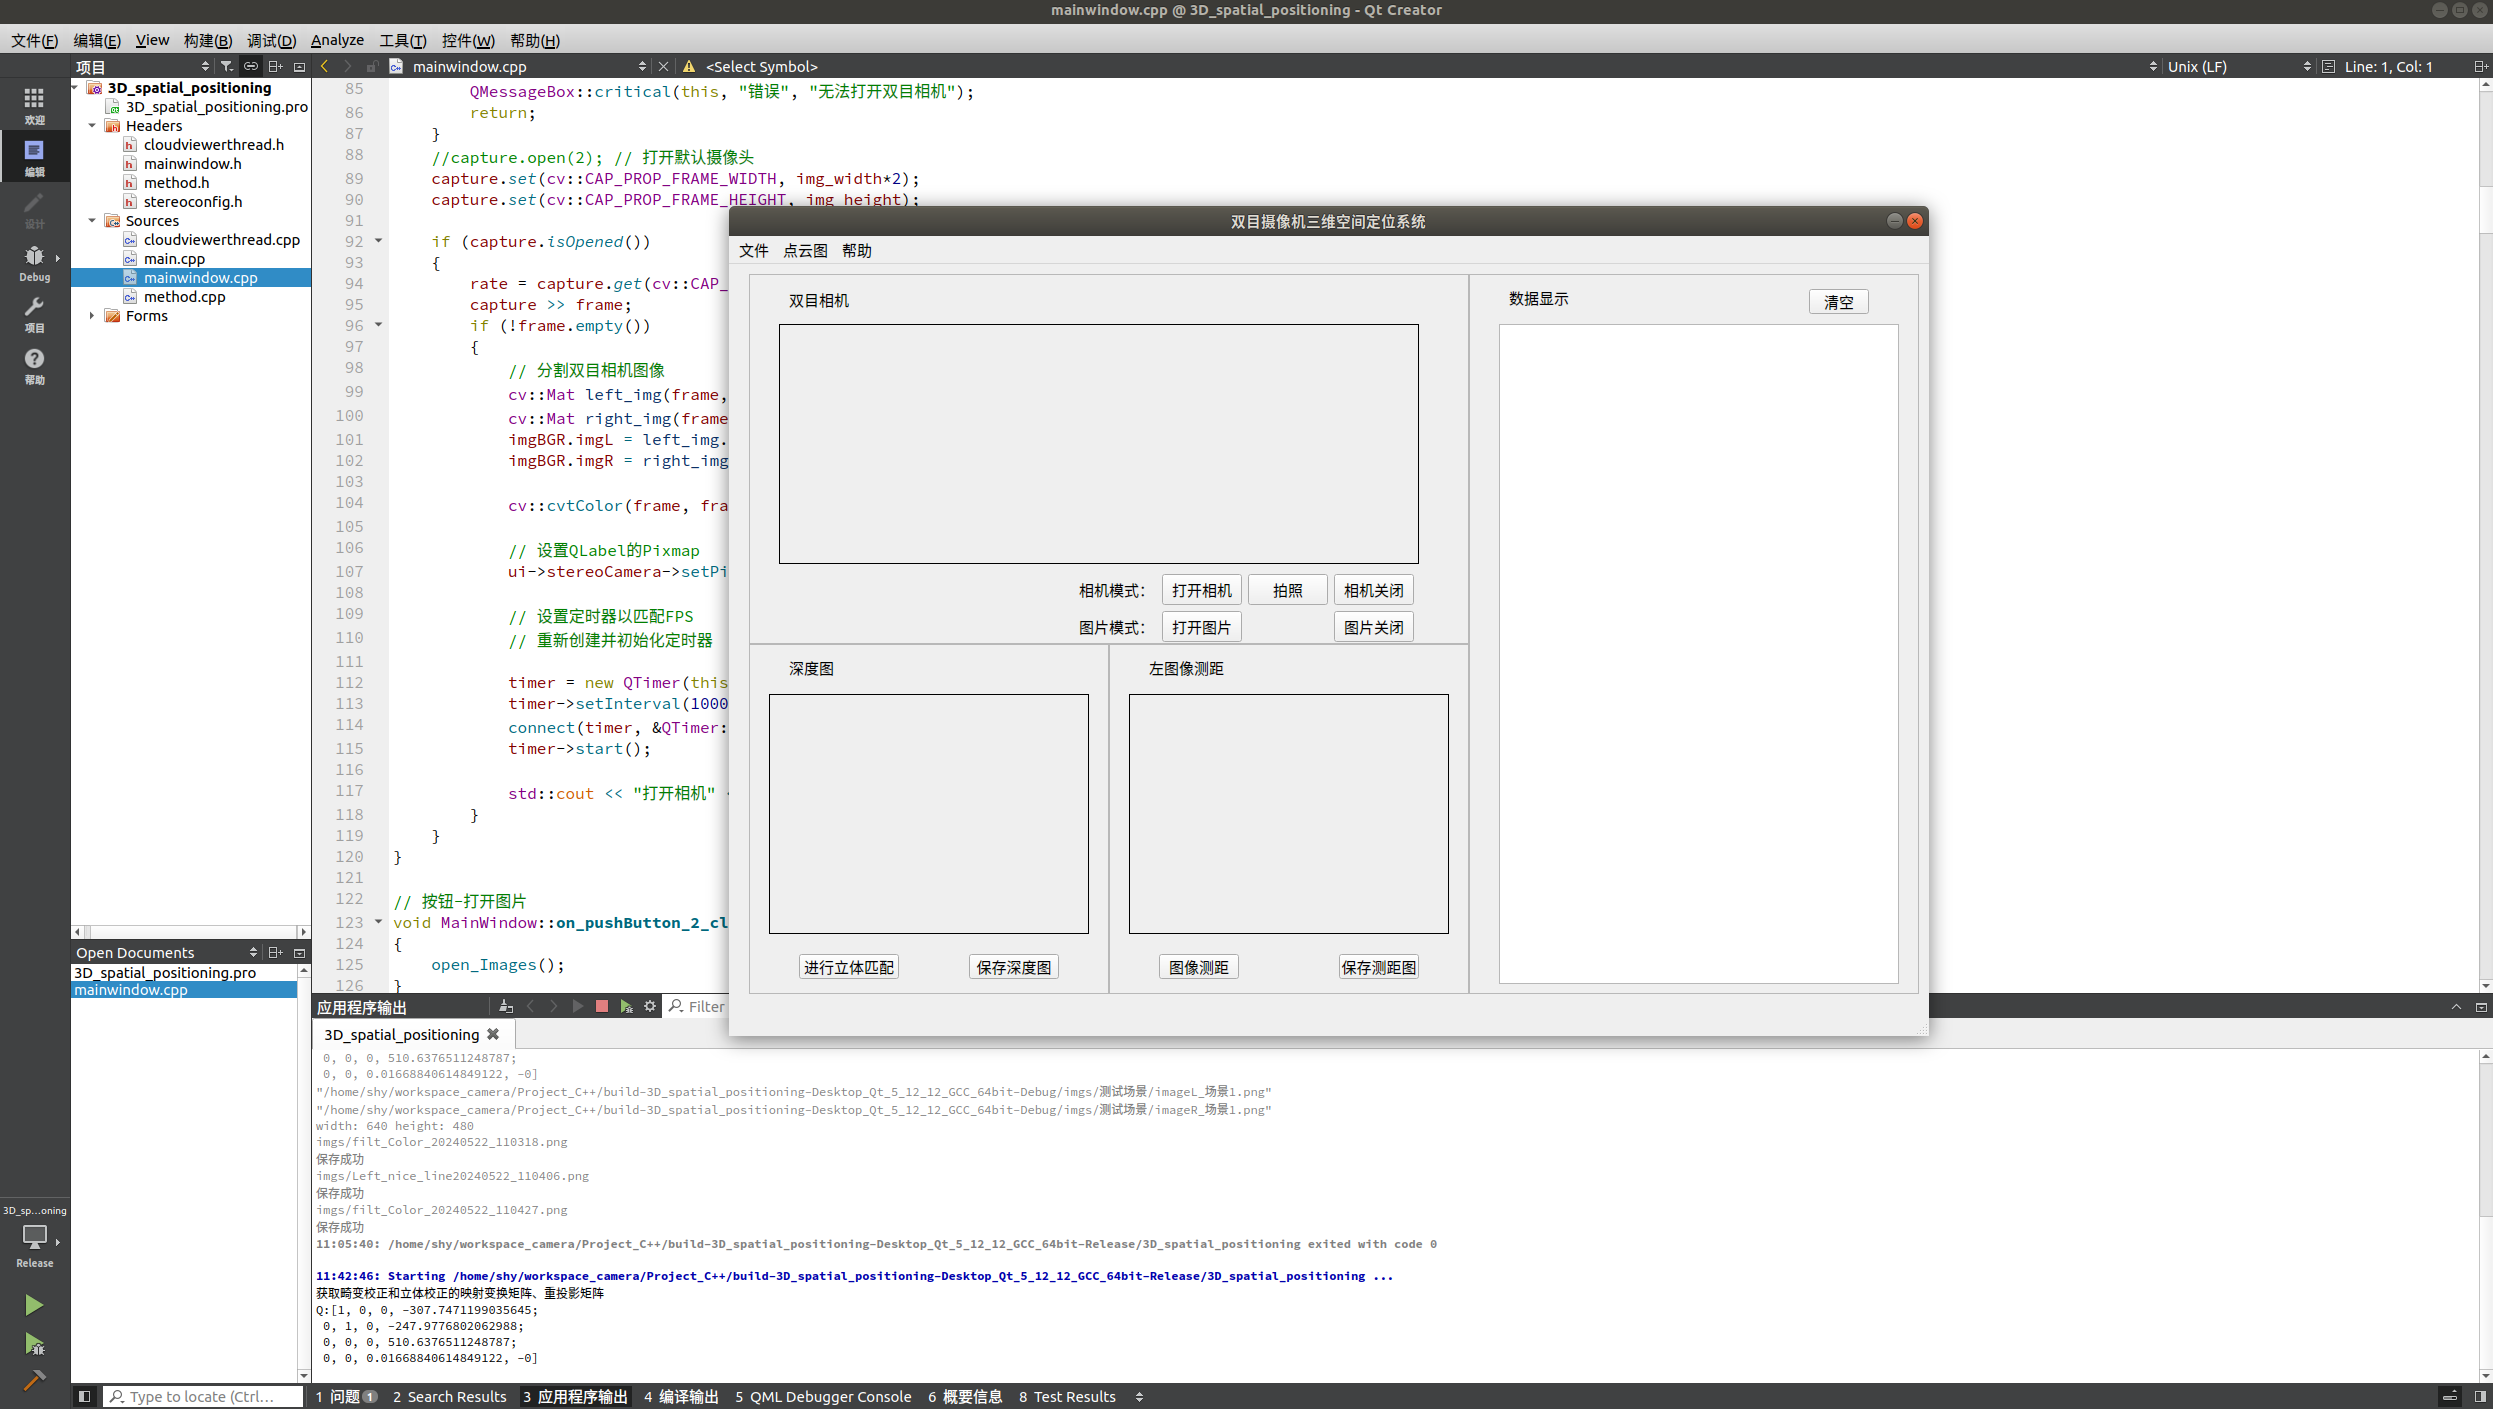 mainwindow.cpp @ 3D_spatial_positioning - Qt Creator
文件(F) 编辑(E) View 构建(B) 调试(D) Analyze 工具(T) 控件(W) 帮助(H)
项目
mainwindow.cpp
<Select Symbol>
Unix (LF)
Line: 1, Col: 1
欢迎
编辑
设计
Debug
项目
帮助
3D_spatial_positioning
3D_spatial_positioning.pro
Headers
cloudviewerthread.h
mainwindow.h
method.h
stereoconfig.h
Sources
cloudviewerthread.cpp
main.cpp
mainwindow.cpp
method.cpp
Forms
Open Documents
3D_spatial_positioning.pro
mainwindow.cpp
85 QMessageBox::critical(this, "错误", "无法打开双目相机");
86 return;
87 }
88 //capture.open(2); // 打开默认摄像头
89 capture.set(cv::CAP_PROP_FRAME_WIDTH, img_width*2);
90 capture.set(cv::CAP_PROP_FRAME_HEIGHT, img_height);
91
92 if (capture.isOpened())
93 {
94 rate = capture.get(cv::CAP_
95 capture >> frame;
96 if (!frame.empty())
97 {
98 // 分割双目相机图像
99 cv::Mat left_img(frame,
100 cv::Mat right_img(frame
101 imgBGR.imgL = left_img.
102 imgBGR.imgR = right_img
103
104 cv::cvtColor(frame, fra
105
106 // 设置QLabel的Pixmap
107 ui->stereoCamera->setPi
108
109 // 设置定时器以匹配FPS
110 // 重新创建并初始化定时器
111
112 timer = new QTimer(this
113 timer->setInterval(1000
114 connect(timer, &QTimer:
115 timer->start();
116
117 std::cout << "打开相机"
118 }
119 }
120 }
121
122 // 按钮-打开图片
123 void MainWindow::on_pushButton_2_cl
124 {
125 open_Images();
126 }
双目摄像机三维空间定位系统
文件 点云图 帮助
双目相机
数据显示
清空
相机模式： 打开相机 拍照 相机关闭
图片模式： 打开图片 图片关闭
深度图
左图像测距
进行立体匹配 保存深度图
图像测距 保存测距图
应用程序输出
Filter
3D_spatial_positioning
0, 0, 0, 510.6376511248787;
0, 0, 0.01668840614849122, -0]
"/home/shy/workspace_camera/Project_C++/build-3D_spatial_positioning-Desktop_Qt_5_12_12_GCC_64bit-Debug/imgs/测试场景/imageL_场景1.png"
"/home/shy/workspace_camera/Project_C++/build-3D_spatial_positioning-Desktop_Qt_5_12_12_GCC_64bit-Debug/imgs/测试场景/imageR_场景1.png"
width: 640 height: 480
imgs/filt_Color_20240522_110318.png
保存成功
imgs/Left_nice_line20240522_110406.png
保存成功
imgs/filt_Color_20240522_110427.png
保存成功
11:05:40: /home/shy/workspace_camera/Project_C++/build-3D_spatial_positioning-Desktop_Qt_5_12_12_GCC_64bit-Release/3D_spatial_positioning exited with code 0
11:42:46: Starting /home/shy/workspace_camera/Project_C++/build-3D_spatial_positioning-Desktop_Qt_5_12_12_GCC_64bit-Release/3D_spatial_positioning ...
获取畸变校正和立体校正的映射变换矩阵、重投影矩阵
Q:[1, 0, 0, -307.7471199035645;
0, 1, 0, -247.9776802062988;
0, 0, 0, 510.6376511248787;
0, 0, 0.01668840614849122, -0]
3D_sp...oning
Release
Type to locate (Ctrl...
1 问题 1 2 Search Results 3 应用程序输出 4 编译输出 5 QML Debugger Console 6 概要信息 8 Test Results